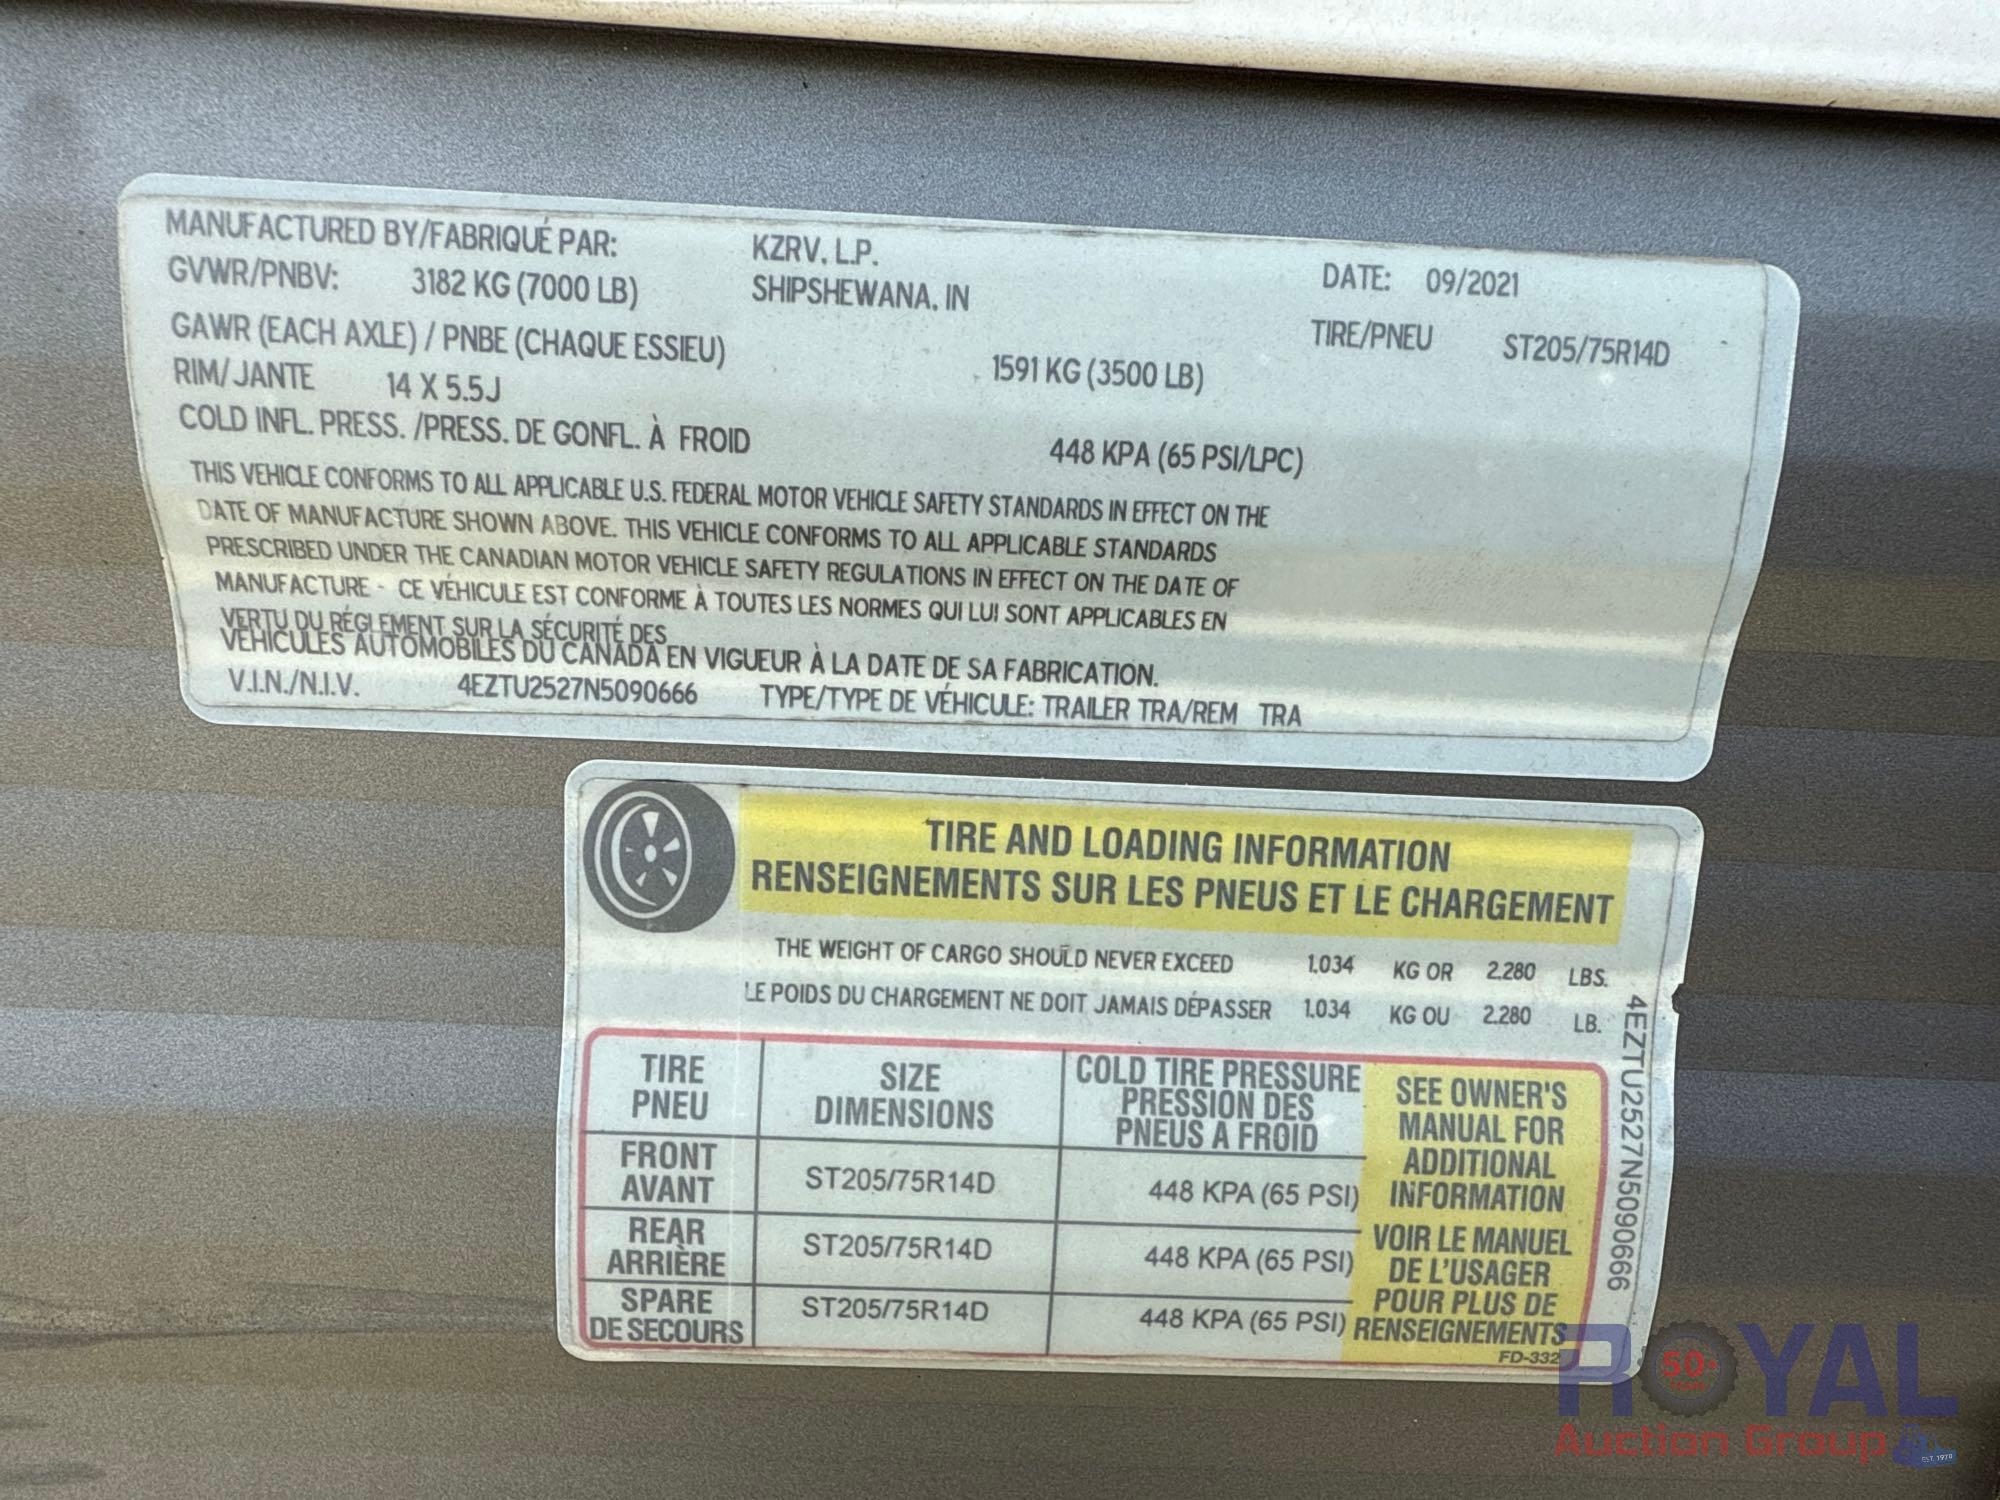 MANUFACTURED BY/FABRIQUÉ PAR: KZRV, L.P. DATE: 09/2021
GVWR/PNBV: 3182 KG (7000 LB) SHIPSHEWANA, IN TIRE/PNEU ST205/75R14D
GAWR (EACH AXLE) / PNBE (CHAQUE ESSIEU) 1591 KG (3500 LB)
RIM/JANTE 14 X 5.5J
COLD INFL. PRESS. /PRESS. DE GONFL. À FROID 448 KPA (65 PSI/LPC)
THIS VEHICLE CONFORMS TO ALL APPLICABLE U.S. FEDERAL MOTOR VEHICLE SAFETY STANDARDS IN EFFECT ON THE
DATE OF MANUFACTURE SHOWN ABOVE. THIS VEHICLE CONFORMS TO ALL APPLICABLE STANDARDS
PRESCRIBED UNDER THE CANADIAN MOTOR VEHICLE SAFETY REGULATIONS IN EFFECT ON THE DATE OF
MANUFACTURE - CE VÉHICULE EST CONFORME À TOUTES LES NORMES QUI LUI SONT APPLICABLES EN
VERTU DU RÉGLEMENT SUR LA SÉCURITÉ DES
VEHICULES AUTOMOBILES DU CANADA EN VIGUEUR À LA DATE DE SA FABRICATION.
V.I.N./N.I.V. 4EZTU2527N5090666 TYPE/TYPE DE VÉHICULE: TRAILER TRA/REM TRA
TIRE AND LOADING INFORMATION
RENSEIGNEMENTS SUR LES PNEUS ET LE CHARGEMENT
THE WEIGHT OF CARGO SHOULD NEVER EXCEED 1.034 KG OR 2.280 LBS.
LE POIDS DU CHARGEMENT NE DOIT JAMAIS DÉPASSER 1.034 KG OU 2.280 LB.
TIRE
PNEU
SIZE
DIMENSIONS
COLD TIRE PRESSURE
PRESSION DES
PNEUS A FROID
FRONT
AVANT
ST205/75R14D
448 KPA (65 PSI)
REAR
ARRIÈRE
ST205/75R14D
448 KPA (65 PSI)
SPARE
DE SECOURS
ST205/75R14D
448 KPA (65 PSI)
SEE OWNER'S
MANUAL FOR
ADDITIONAL
INFORMATION
VOIR LE MANUEL
DE L'USAGER
POUR PLUS DE
RENSEIGNEMENTS
FD-332
4EZTU2527N5090666
ROYAL
50+
Auction Group
EST. 1970